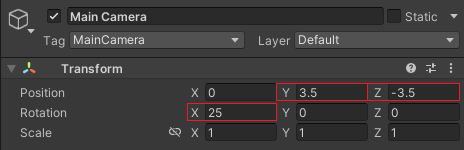 Main Camera Static
Tag MainCamera Layer Default
Transform
Position X 0 Y 3.5 Z -3.5
Rotation X 25 Y 0 Z 0
Scale X 1 Y 1 Z 1